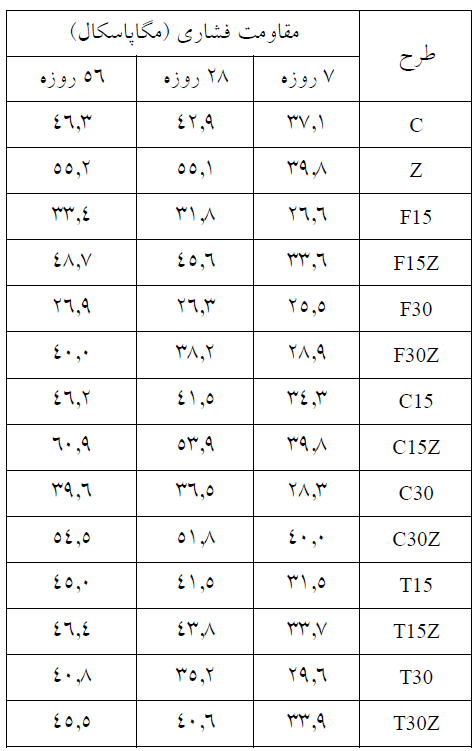 طرح مقاومت فشاری (مگاپاسکال)
۷ روزه ۲۸ روزه ۵۶ روزه
C ۳۷,۱ ۴۲,۹ ۴۶,۳
Z ۳۹,۸ ۵۵,۱ ۵۵,۲
F15 ۲۶,۶ ۳۱,۸ ۳۳,۴
F15Z ۳۳,۶ ۴۵,۶ ۴۸,۷
F30 ۲۵,۵ ۲۶,۳ ۲۶,۹
F30Z ۲۸,۹ ۳۸,۲ ۴۰,۰
C15 ۳۴,۳ ۴۱,۵ ۴۶,۲
C15Z ۳۹,۸ ۵۳,۹ ۶۰,۹
C30 ۲۸,۳ ۳۶,۵ ۳۹,۶
C30Z ۴۰,۰ ۵۱,۸ ۵۴,۵
T15 ۳۱,۵ ۴۱,۵ ۴۵,۰
T15Z ۳۳,۷ ۴۳,۸ ۴۶,۴
T30 ۲۹,۶ ۳۵,۲ ۴۰,۸
T30Z ۳۳,۹ ۴۰,۶ ۴۵,۵